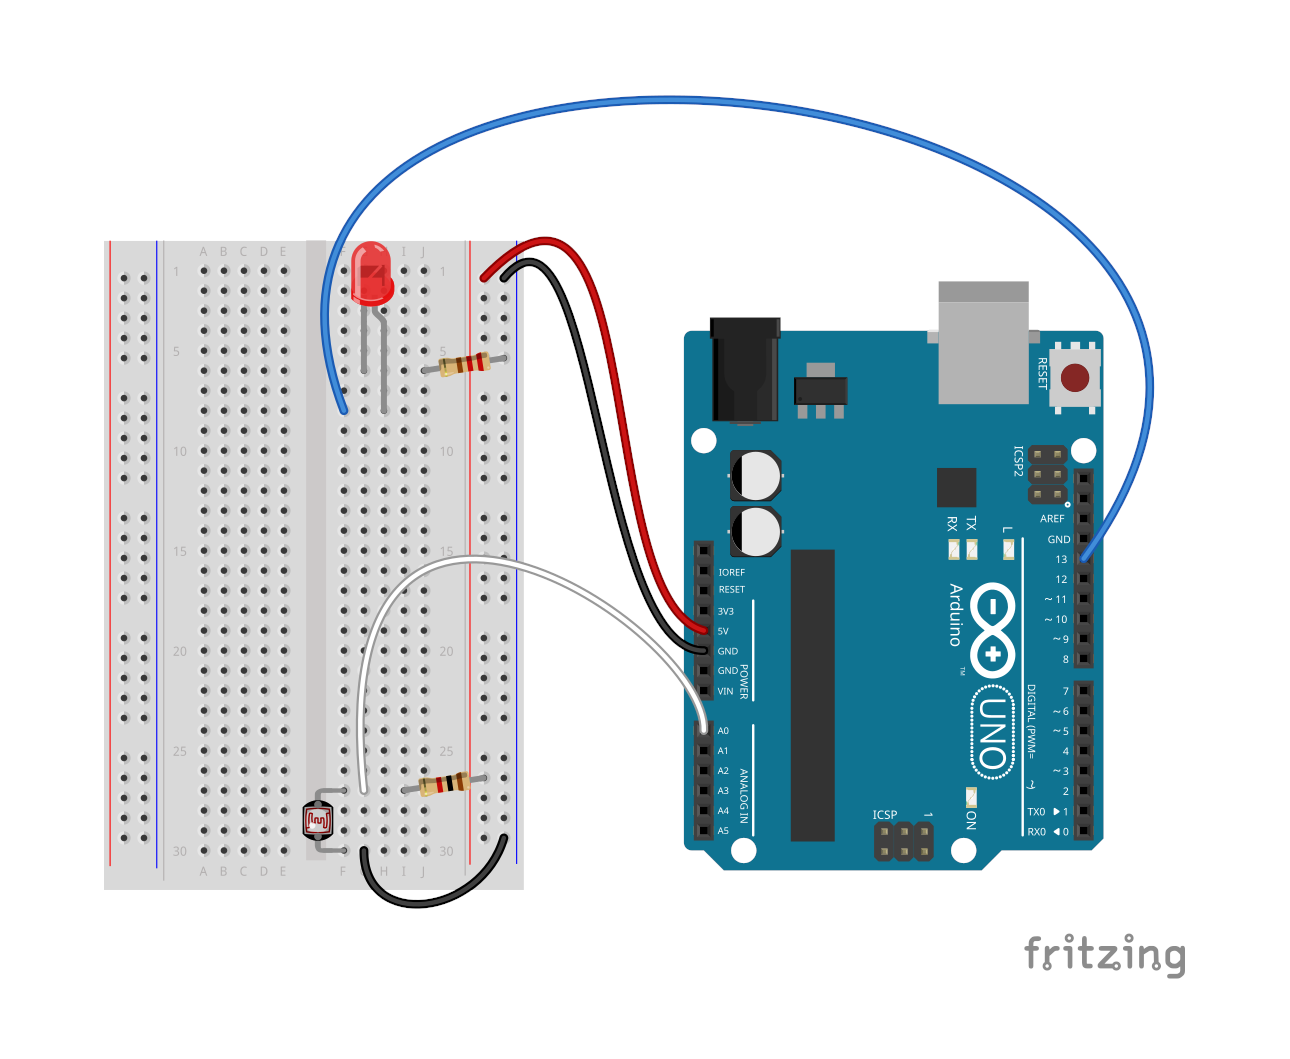 A B C D E F I J
1 1
5 5
10 10
15 15
20 20
25 25
30 30
A B C D E F H I J
RESET
ICSP2
AREF
GND
13
12
~ 11
~ 10
~ 9
8
7
~ 6
~ 5
4
~ 3
2
TX0 ▶ 1
RX0 ◀ 0
RX TX L
IOREF
RESET
3V3
5V
GND
GND
VIN
POWER
A0
A1
A2
A3
A4
A5
ANALOG IN
Arduino
TM
UNO
DIGITAL (PWM= ~)
ON
ICSP 1
fritzing